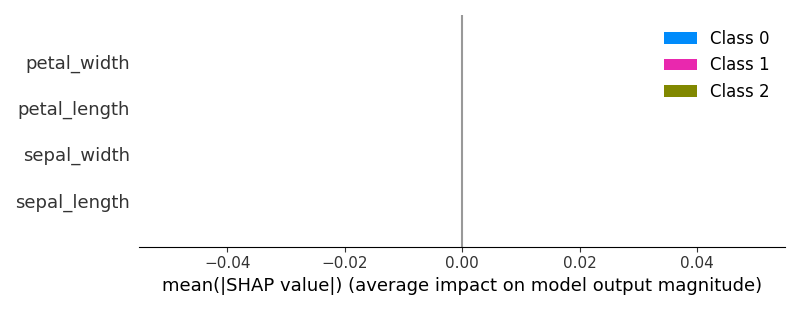 Class 0
Class 1
Class 2
petal_width
petal_length
sepal_width
sepal_length
−0.04 −0.02 0.00 0.02 0.04
mean(|SHAP value|) (average impact on model output magnitude)